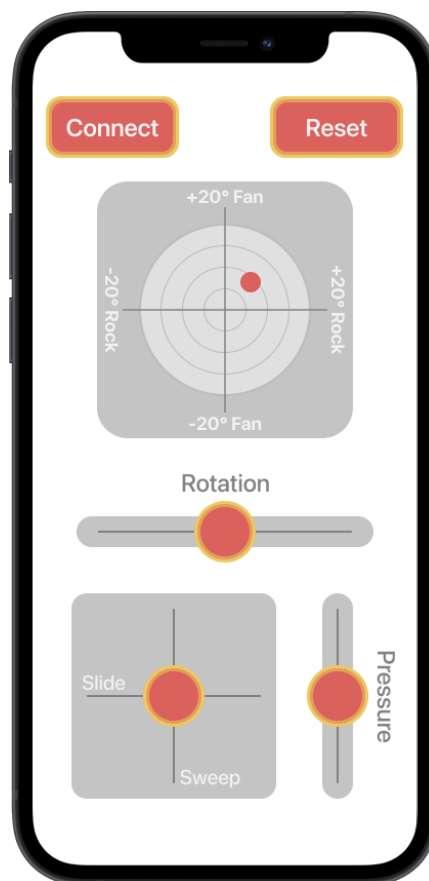 Connect
Reset
+20° Fan
-20° Rock
+20° Rock
-20° Fan
Rotation
Slide
Sweep
Pressure